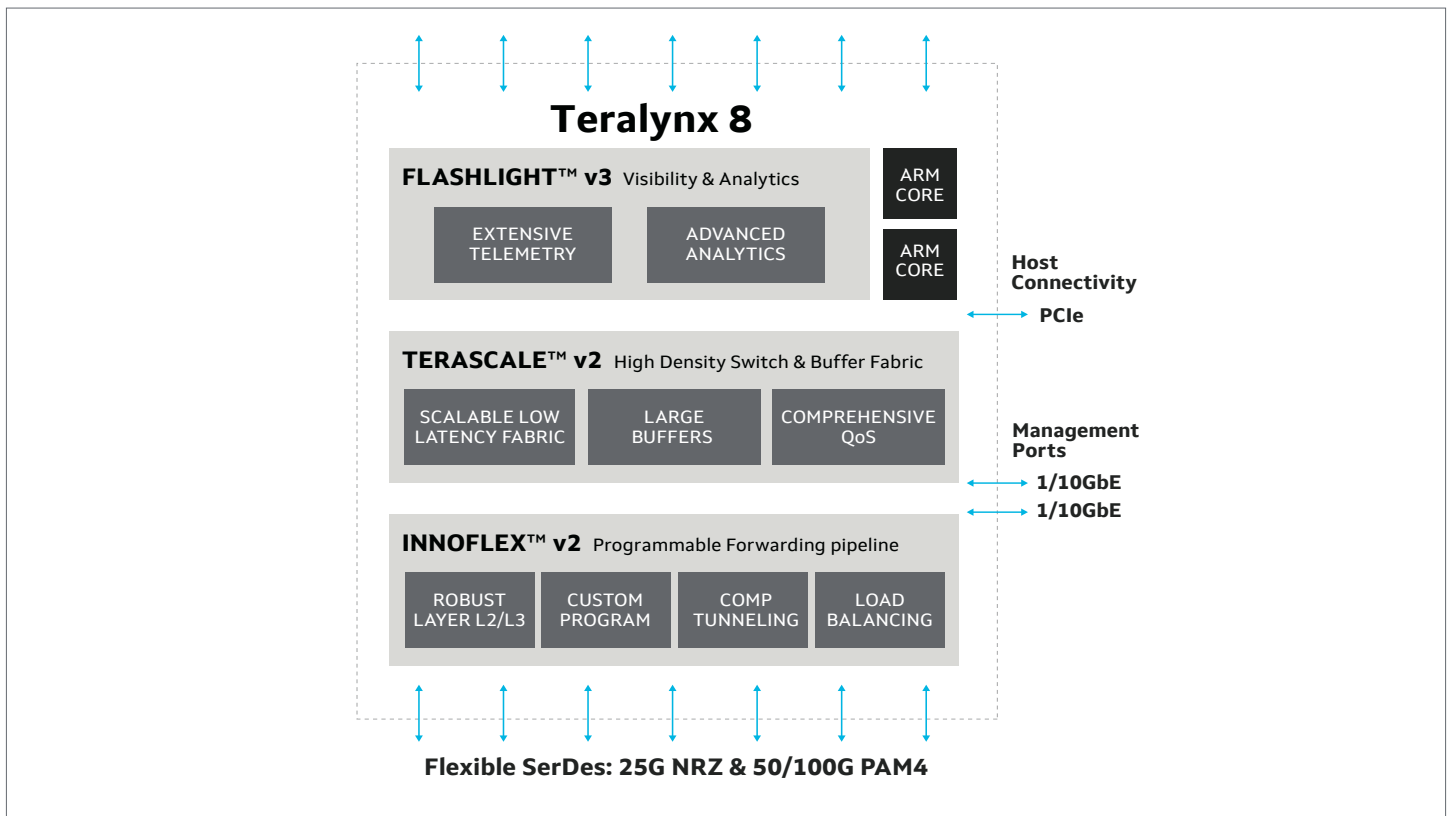 Teralynx 8
FLASHLIGHT™ v3 Visibility & Analytics
EXTENSIVE
TELEMETRY
ADVANCED
ANALYTICS
ARM
CORE
ARM
CORE
Host
Connectivity
PCIe
TERASCALE™ v2 High Density Switch & Buffer Fabric
SCALABLE LOW
LATENCY FABRIC
LARGE
BUFFERS
COMPREHENSIVE
QoS
Management
Ports
1/10GbE
1/10GbE
INNOFLEX™ v2 Programmable Forwarding pipeline
ROBUST
LAYER L2/L3
CUSTOM
PROGRAM
COMP
TUNNELING
LOAD
BALANCING
Flexible SerDes: 25G NRZ & 50/100G PAM4